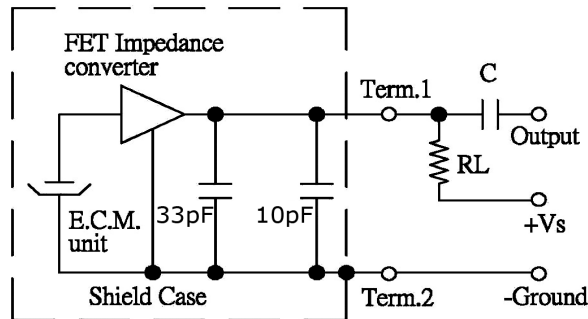 FET Impedance
converter
Term.1
C
Output
RL
+Vs
E.C.M.
unit
33pF
10pF
Shield Case
Term.2
-Ground